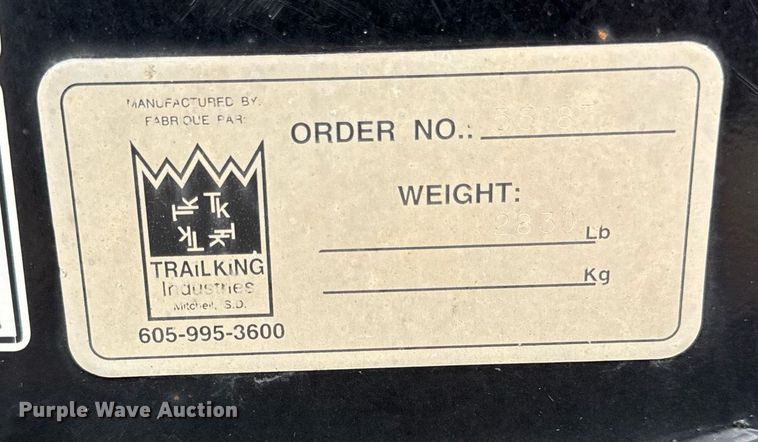 MANUFACTURED BY:
FABRIQUE PAR:
ORDER NO.:
WEIGHT:
Lb
Kg
TK TK TK TK
TRAILKING
Industries
Mitchell, S.D.
605-995-3600
Purple Wave Auction